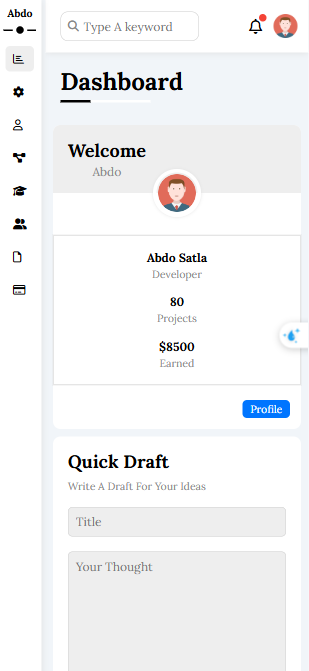 Abdo
Type A keyword
Dashboard
Welcome
Abdo
Abdo Satla
Developer
80
Projects
$8500
Earned
Profile
Quick Draft
Write A Draft For Your Ideas
Title
Your Thought